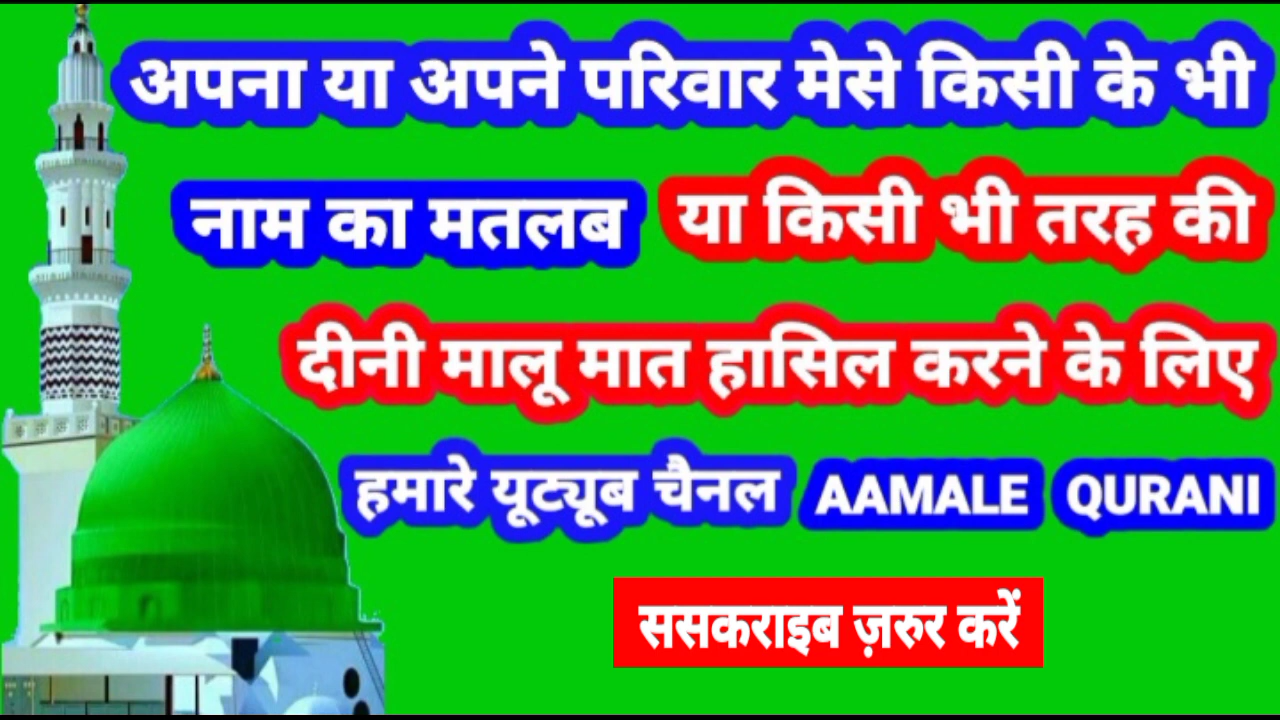 अपना या अपने परिवार मेसे किसी के भी
नाम का मतलब या किसी भी तरह की
दीनी मालू मात हासिल करने के लिए
हमारे यूट्यूब चैनल AAMALE QURANI
ससकराइब ज़रुर करें